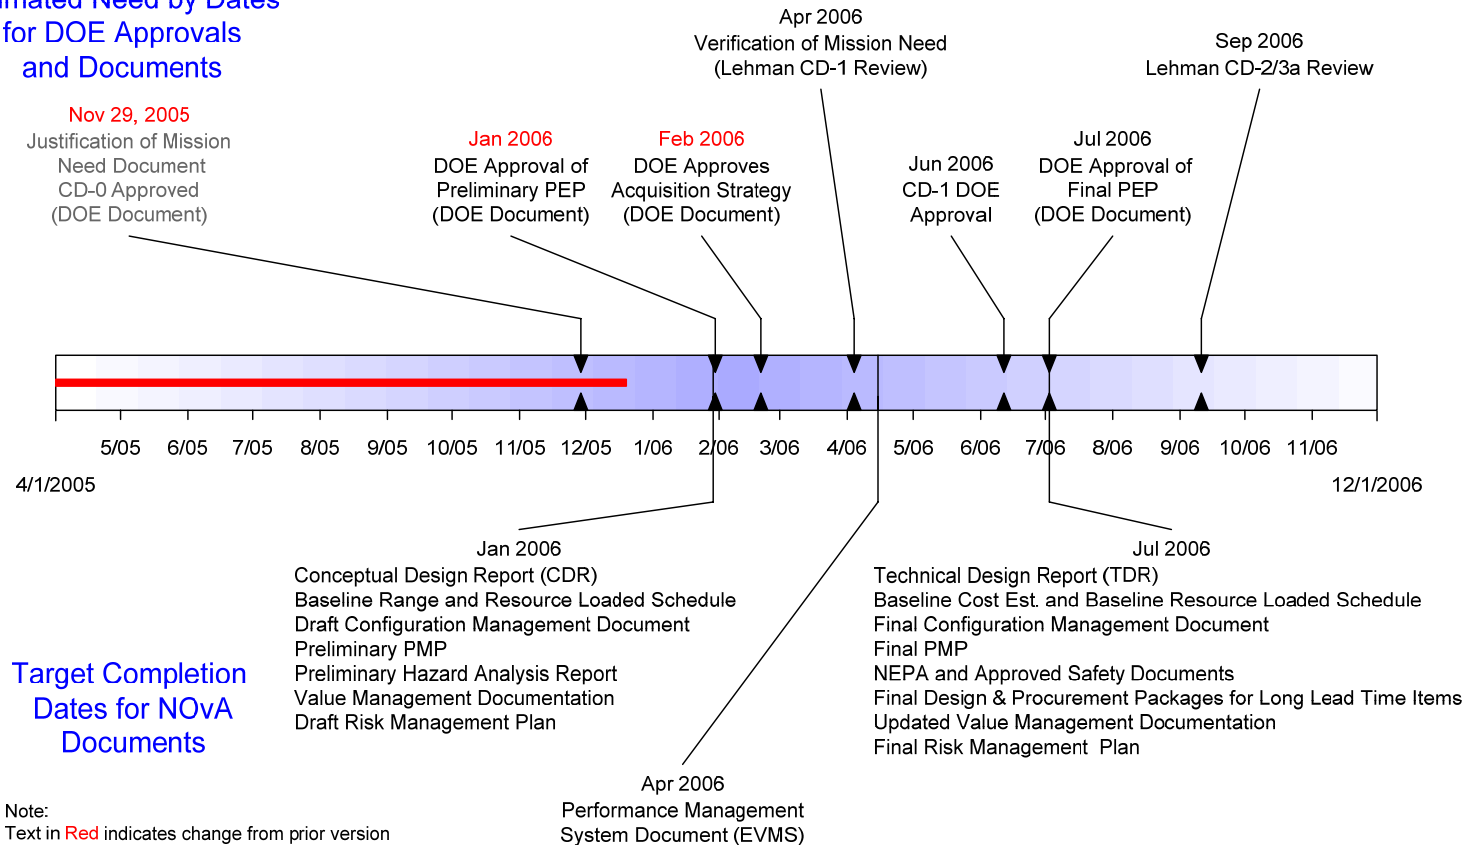 for DOE Approvals
and Documents
Nov 29, 2005
Justification of Mission
Need Document
CD-0 Approved
(DOE Document)
Jan 2006
DOE Approval of
Preliminary PEP
(DOE Document)
Feb 2006
DOE Approves
Acquisition Strategy
(DOE Document)
Apr 2006
Verification of Mission Need
(Lehman CD-1 Review)
Jun 2006
CD-1 DOE
Approval
Jul 2006
DOE Approval of
Final PEP
(DOE Document)
Sep 2006
Lehman CD-2/3a Review
5/05 6/05 7/05 8/05 9/05 10/05 11/05 12/05 1/06 2/06 3/06 4/06 5/06 6/06 7/06 8/06 9/06 10/06 11/06
4/1/2005 12/1/2006
Jan 2006
Conceptual Design Report (CDR)
Baseline Range and Resource Loaded Schedule
Draft Configuration Management Document
Preliminary PMP
Preliminary Hazard Analysis Report
Value Management Documentation
Draft Risk Management Plan
Jul 2006
Technical Design Report (TDR)
Baseline Cost Est. and Baseline Resource Loaded Schedule
Final Configuration Management Document
Final PMP
NEPA and Approved Safety Documents
Final Design & Procurement Packages for Long Lead Time Items
Updated Value Management Documentation
Final Risk Management Plan
Target Completion
Dates for NOvA
Documents
Apr 2006
Performance Management
System Document (EVMS)
Note:
Text in Red indicates change from prior version